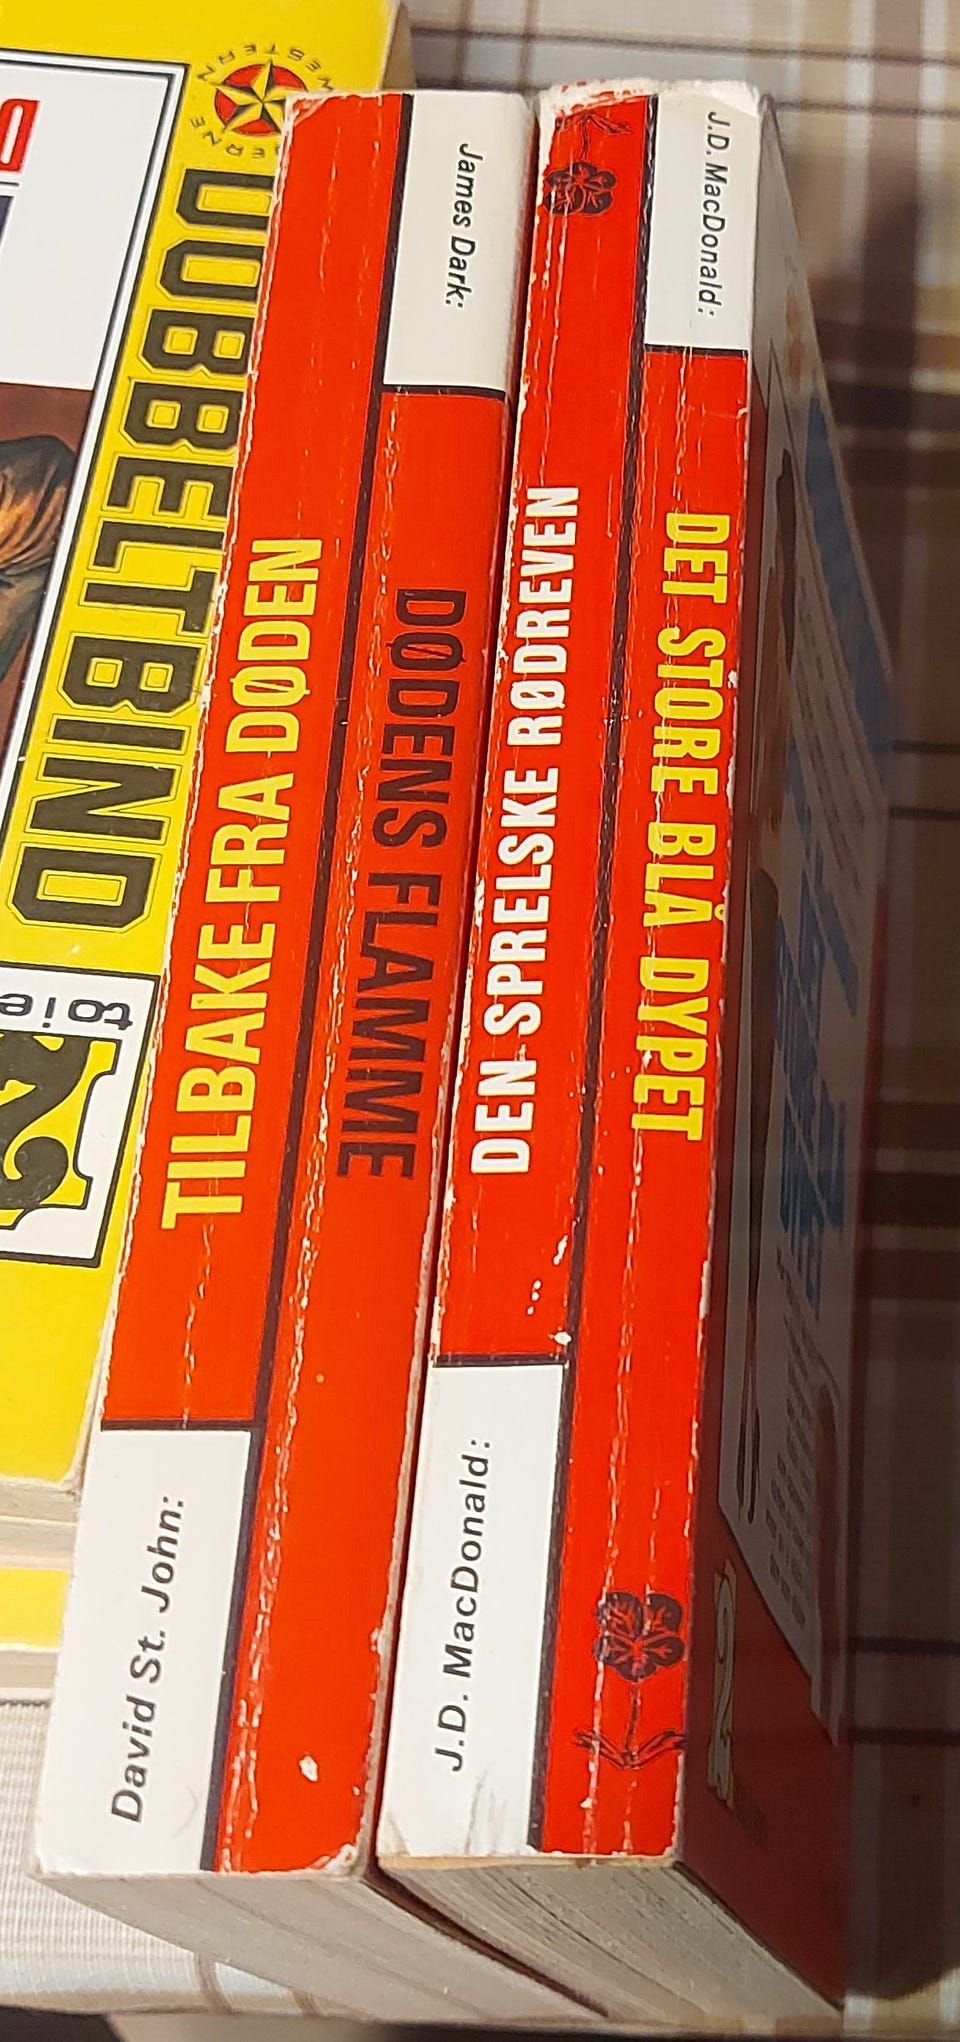 DOBBELTBIND
David St. John:
TILBAKE FRA DØDEN
James Dark:
DØDENS FLAMME
J.D. MacDonald:
DEN SPRELSKE RØDREVEN
J.D. MacDonald:
DET STORE BLÅ DYPET
WESTERN